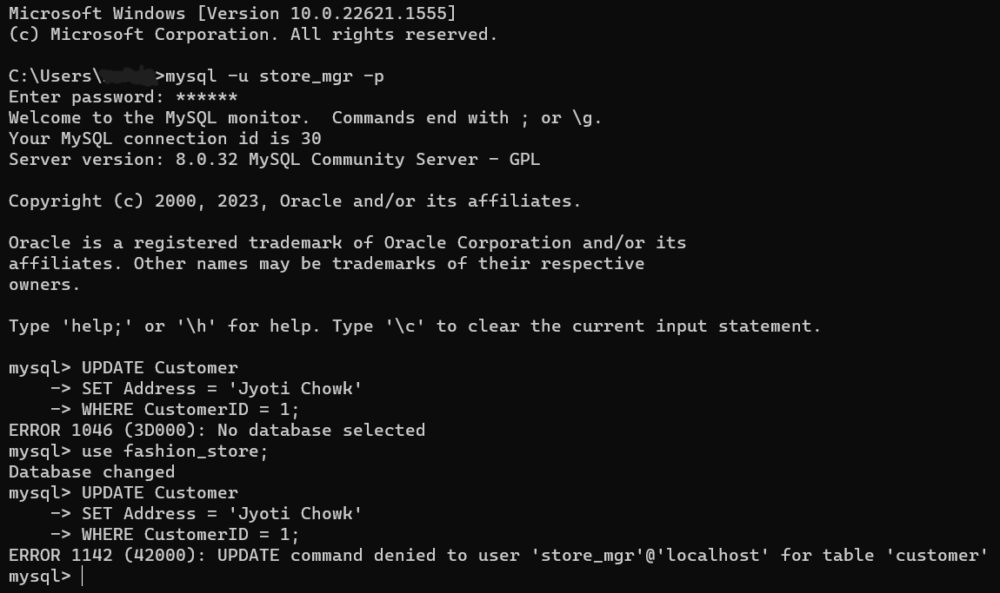 Microsoft Windows [Version 10.0.22621.1555]
(c) Microsoft Corporation. All rights reserved.
C:\Users\ >mysql -u store_mgr -p
Enter password: ******
Welcome to the MySQL monitor.  Commands end with ; or \g.
Your MySQL connection id is 30
Server version: 8.0.32 MySQL Community Server - GPL
Copyright (c) 2000, 2023, Oracle and/or its affiliates.
Oracle is a registered trademark of Oracle Corporation and/or its
affiliates. Other names may be trademarks of their respective
owners.
Type 'help;' or '\h' for help. Type '\c' to clear the current input statement.
mysql> UPDATE Customer
    -> SET Address = 'Jyoti Chowk'
    -> WHERE CustomerID = 1;
ERROR 1046 (3D000): No database selected
mysql> use fashion_store;
Database changed
mysql> UPDATE Customer
    -> SET Address = 'Jyoti Chowk'
    -> WHERE CustomerID = 1;
ERROR 1142 (42000): UPDATE command denied to user 'store_mgr'@'localhost' for table 'customer'
mysql>